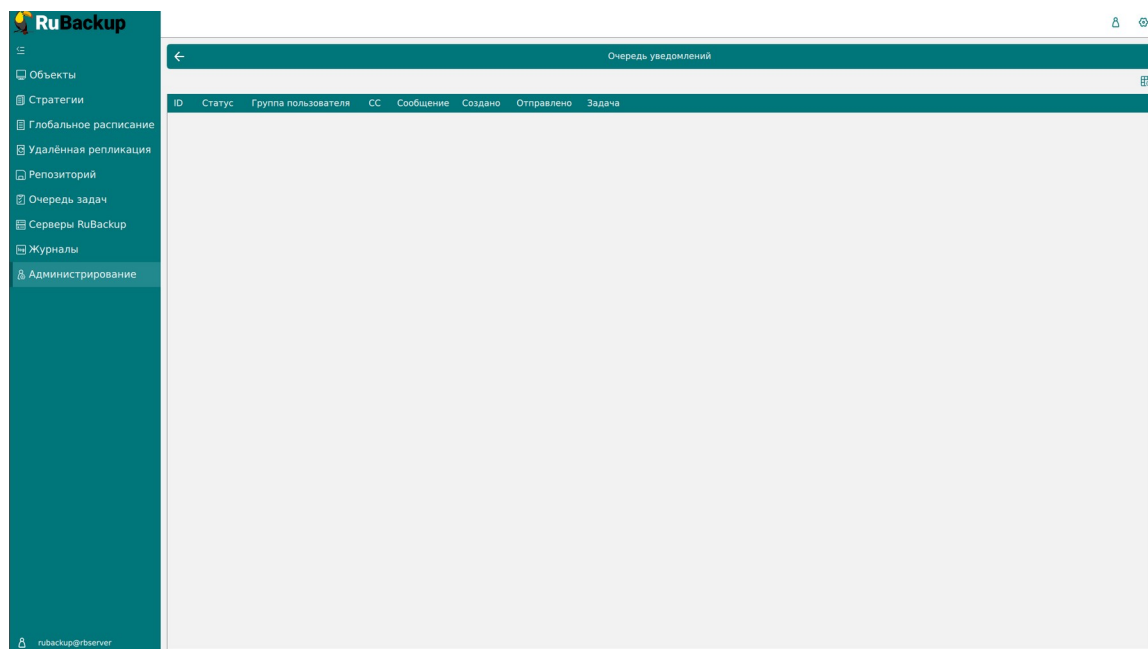 RuBackup
Очередь уведомлений
Объекты
Стратегии
Глобальное расписание
Удалённая репликация
Репозиторий
Очередь задач
Серверы RuBackup
Журналы
Администрирование
ID Статус Группа пользователя CC Сообщение Создано Отправлено Задача
rubackup@rbserver